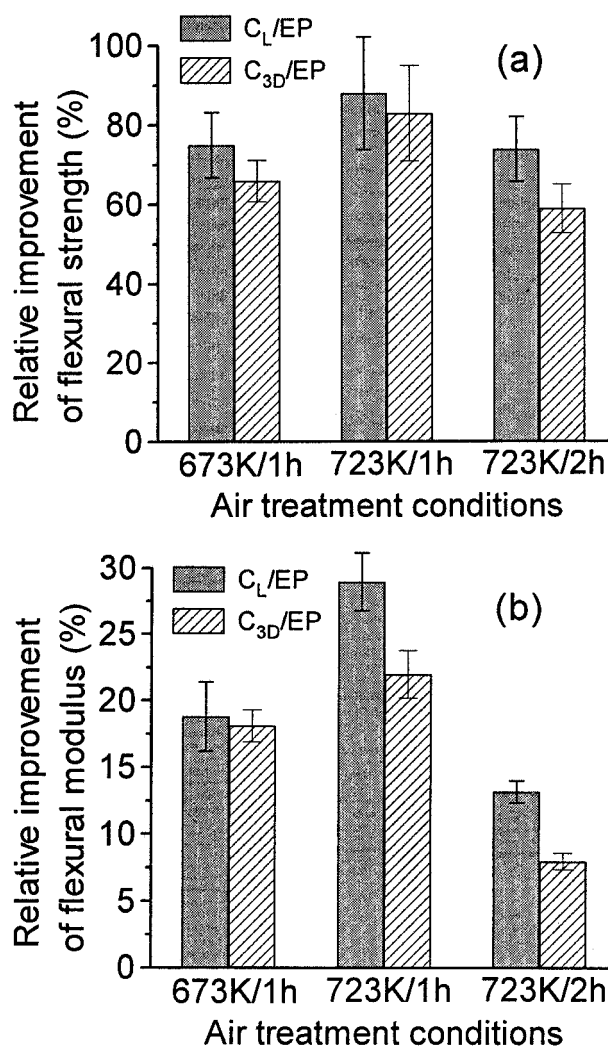 Relative improvement
of flexural strength (%)
100
80
60
40
20
0
C_L/EP
C_3D/EP
(a)
673K/1h 723K/1h 723K/2h
Air treatment conditions
Relative improvement
of flexural modulus (%)
30
25
20
15
10
5
0
C_L/EP
C_3D/EP
(b)
673K/1h 723K/1h 723K/2h
Air treatment conditions